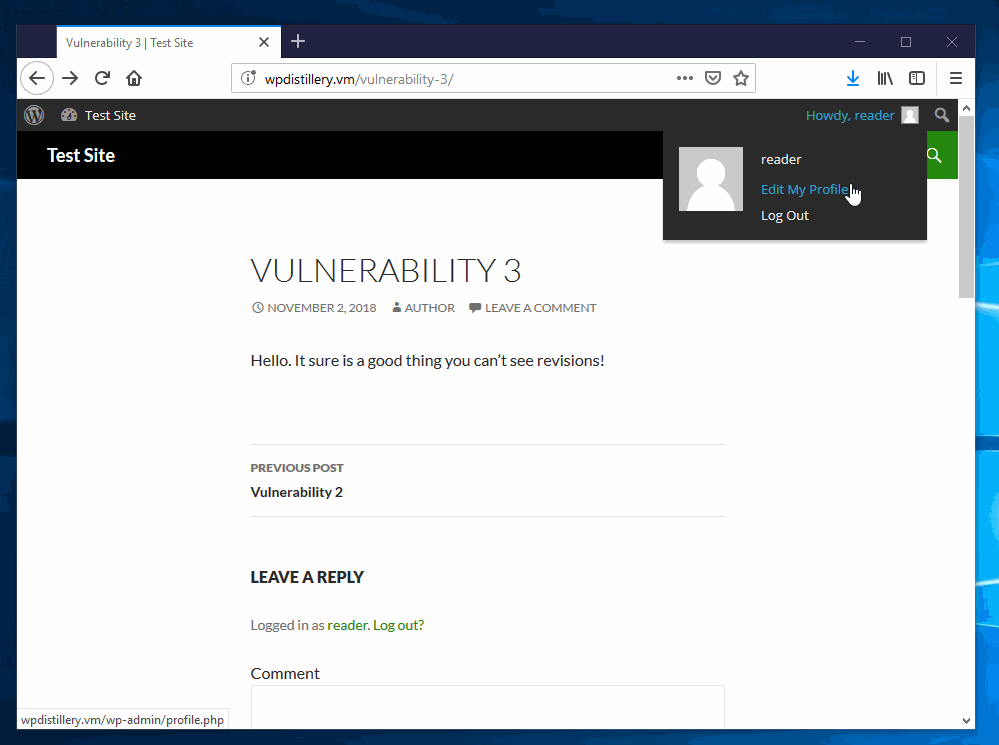 Vulnerability 3 | Test Site
wpdistillery.vm/vulnerability-3/
Test Site
Howdy, reader
Test Site
reader
Edit My Profile
Log Out
VULNERABILITY 3
NOVEMBER 2, 2018 AUTHOR LEAVE A COMMENT
Hello. It sure is a good thing you can’t see revisions!
PREVIOUS POST
Vulnerability 2
LEAVE A REPLY
Logged in as reader. Log out?
Comment
wpdistillery.vm/wp-admin/profile.php